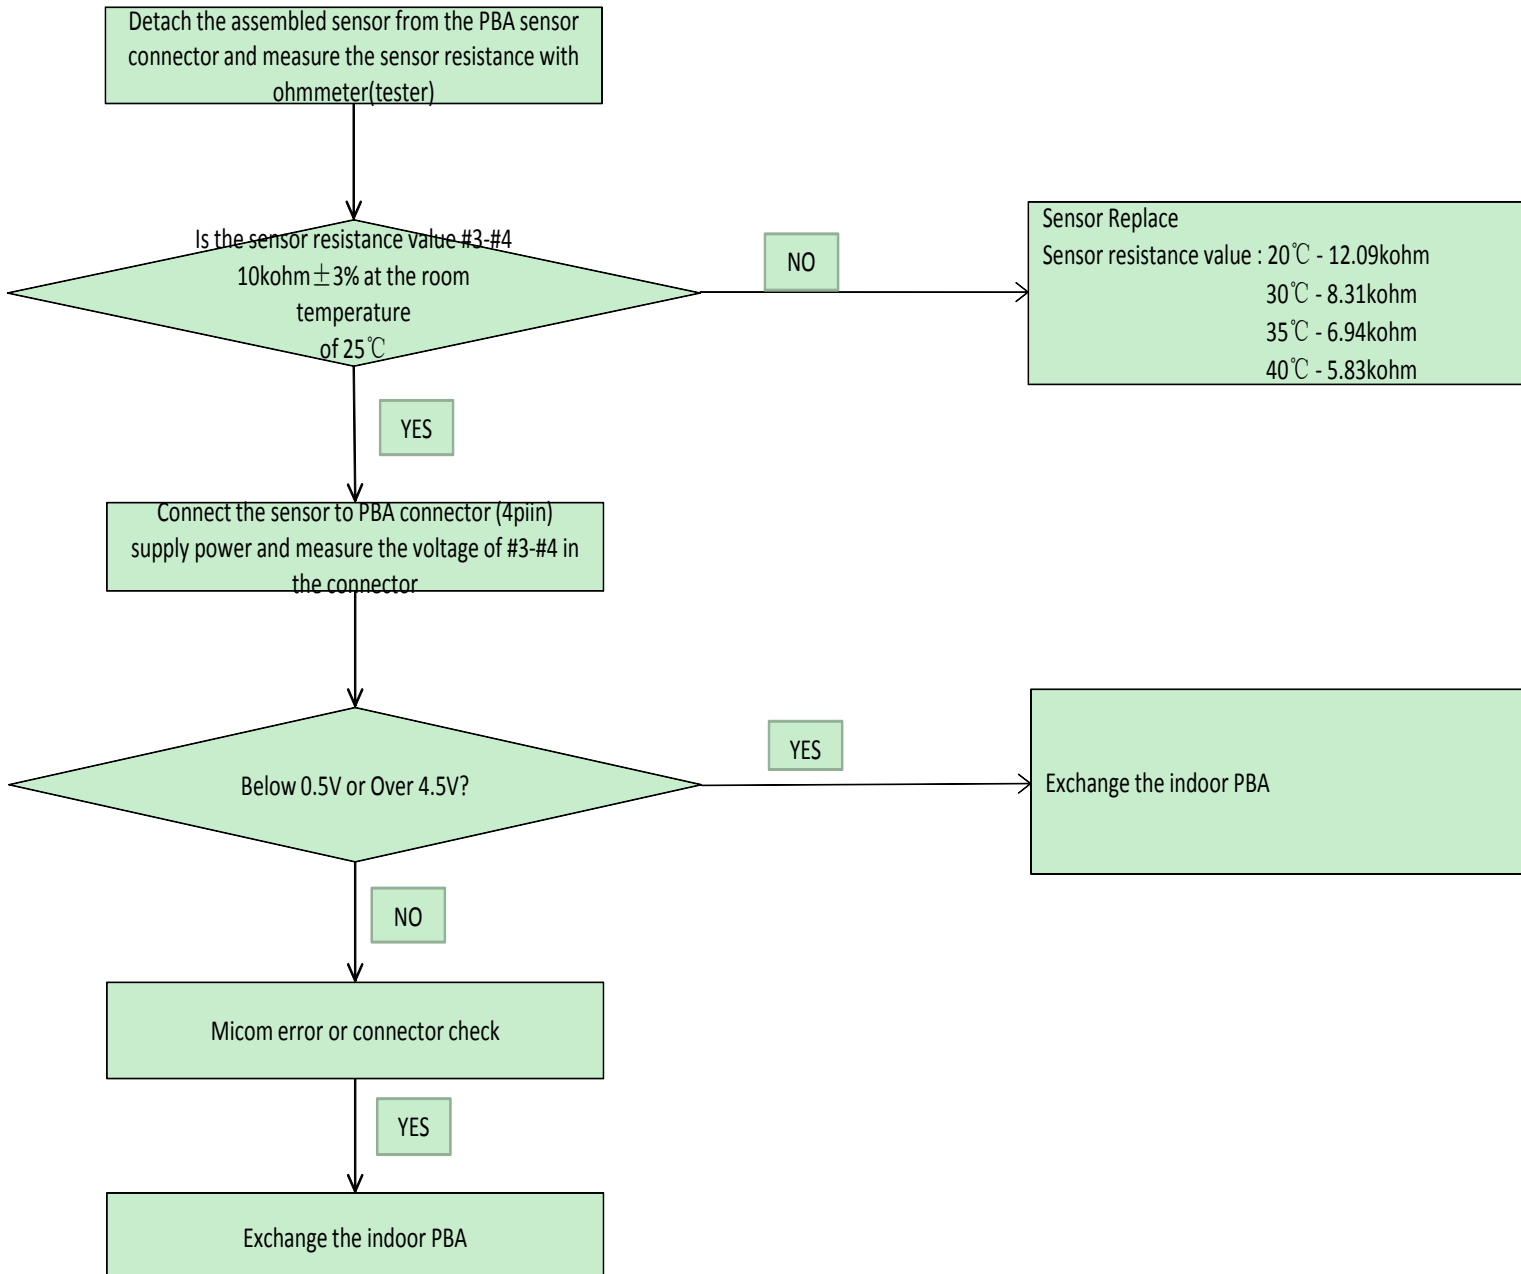 Detach the assembled sensor from the PBA sensor
connector and measure the sensor resistance with
ohmmeter(tester)
Is the sensor resistance value #3-#4
10kohm±3% at the room
temperature
of 25℃
NO
Sensor Replace
Sensor resistance value : 20℃ - 12.09kohm
30℃ - 8.31kohm
35℃ - 6.94kohm
40℃ - 5.83kohm
YES
Connect the sensor to PBA connector (4piin)
supply power and measure the voltage of #3-#4 in
the connector
Below 0.5V or Over 4.5V?
YES
Exchange the indoor PBA
NO
Micom error or connector check
YES
Exchange the indoor PBA